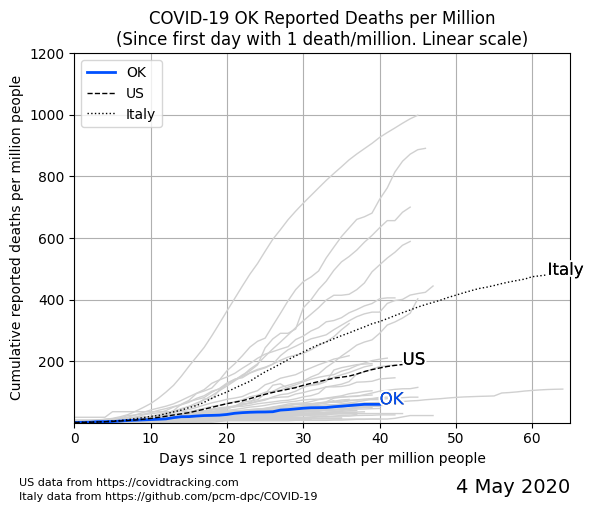 COVID-19 OK Reported Deaths per Million
(Since first day with 1 death/million. Linear scale)
Cumulative reported deaths per million people
1200
1000
800
600
400
200
OK
US
Italy
Italy
US
OK
0
10
20
30
40
50
60
Days since 1 reported death per million people
US data from https://covidtracking.com
Italy data from https://github.com/pcm-dpc/COVID-19
4 May 2020